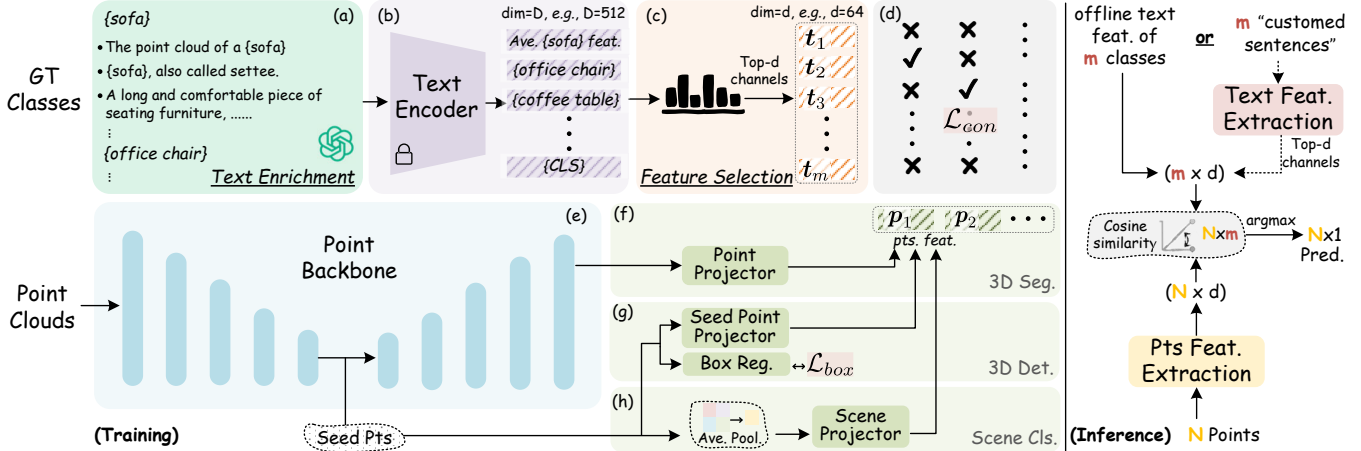 GT
Classes
{sofa}
(a)
• The point cloud of a {sofa}
• {sofa}, also called settee.
• A long and comfortable piece of
seating furniture, ......
⋮
{office chair}
⋮
Text Enrichment
(b)
dim=D, e.g., D=512
Text
Encoder
Ave. {sofa} feat.
{office chair}
{coffee table}
{CLS}
(c)
dim=d, e.g., d=64
Top-d
channels
t1
t2
t3
tm
Feature Selection
(d)
Lcon
Point
Clouds
(e)
Point
Backbone
Seed Pts
(Training)
(f)
p1 p2
pts. feat.
Point
Projector
3D Seg.
(g)
Seed Point
Projector
Box Reg.
↔Lbox
3D Det.
(h)
Ave. Pool.
Scene
Projector
Scene Cls.
offline text
feat. of
m classes
or
m “customed
sentences”
Text Feat.
Extraction
Top-d
channels
(m x d)
Cosine
similarity
Nxm
argmax
Nx1
Pred.
(N x d)
Pts Feat.
Extraction
(Inference)
N Points